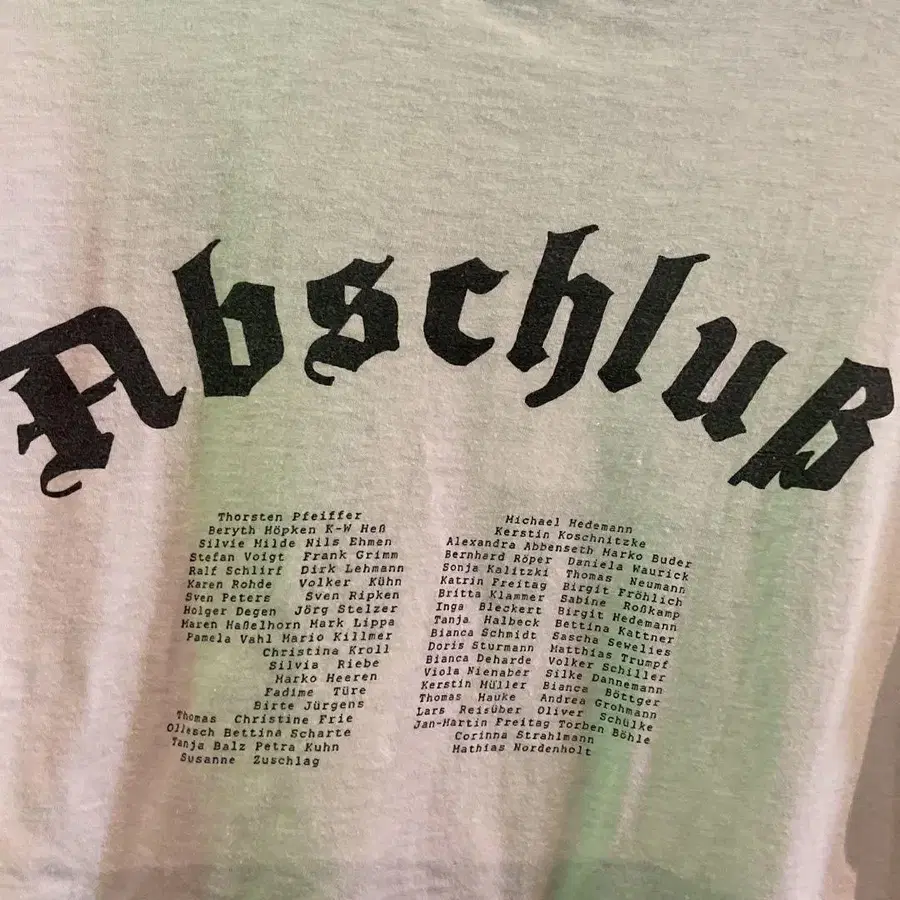 Abschluß
Thorsten Pfeiffer
Beryth Höpken K-W Heß
Silvie Hilde Nils Ehmen
Stefan Voigt Frank Grimm
Ralf Schlirf Dirk Lehmann
Karen Rohde Volker Kühn
Sven Peters Sven Ripken
Holger Degen Jörg Stelzer
Maren Haßelhorn Mark Lippa
Pamela Vahl Mario Killmer
Christina Kroll
Silvia Riebe
Marko Heeren
Fadime Türe
Birte Jürgens
Thomas Christine Frie
Ollesch Bettina Scharte
Tanja Balz Petra Kuhn
Susanne Zuschlag
Michael Hedemann
Kerstin Koschnitzke
Alexandra Abbenseth Marko Buder
Bernhard Röper Daniela Waurick
Sonja Kalitzki Thomas Neumann
Katrin Freitag Birgit Fröhlich
Britta Klammer Sabine Roßkamp
Inga Bleckert Birgit Hedemann
Tanja Halbeck Bettina Kattner
Bianca Schmidt Sascha Sewelies
Doris Sturmann Matthias Trumpf
Bianca Deharde Volker Schiller
Viola Nienaber Silke Dannemann
Kerstin Müller Bianca Böttger
Thomas Hauke Andrea Grohmann
Lars Reisüber Oliver Schülke
Jan-Martin Freitag Torben Böhle
Corinna Strahlmann
Mathias Nordenholt